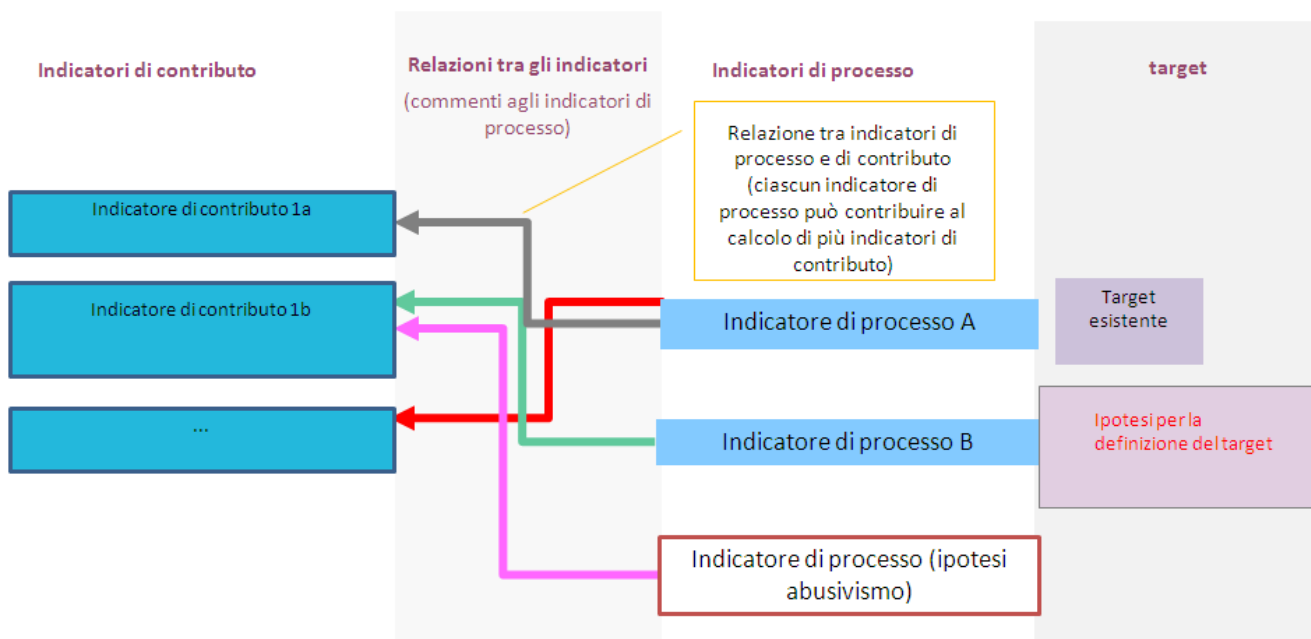 Indicatori di contributo
Relazioni tra gli indicatori
(commenti agli indicatori di
processo)
Indicatori di processo
target
Relazione tra indicatori di
processo e di contributo
(ciascun indicatore di
processo può contribuire al
calcolo di più indicatori di
contributo)
Indicatore di contributo 1a
Indicatore di contributo 1b
...
Indicatore di processo A
Target
esistente
Indicatore di processo B
Ipotesi per la
definizione del target
Indicatore di processo (ipotesi
abusivismo)